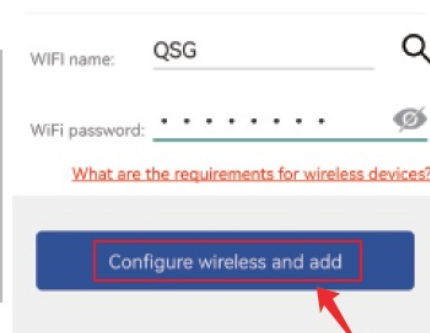 WIFI name: QSG
WiFi password: • • • • • • • •
What are the requirements for wireless devices?
Configure wireless and add